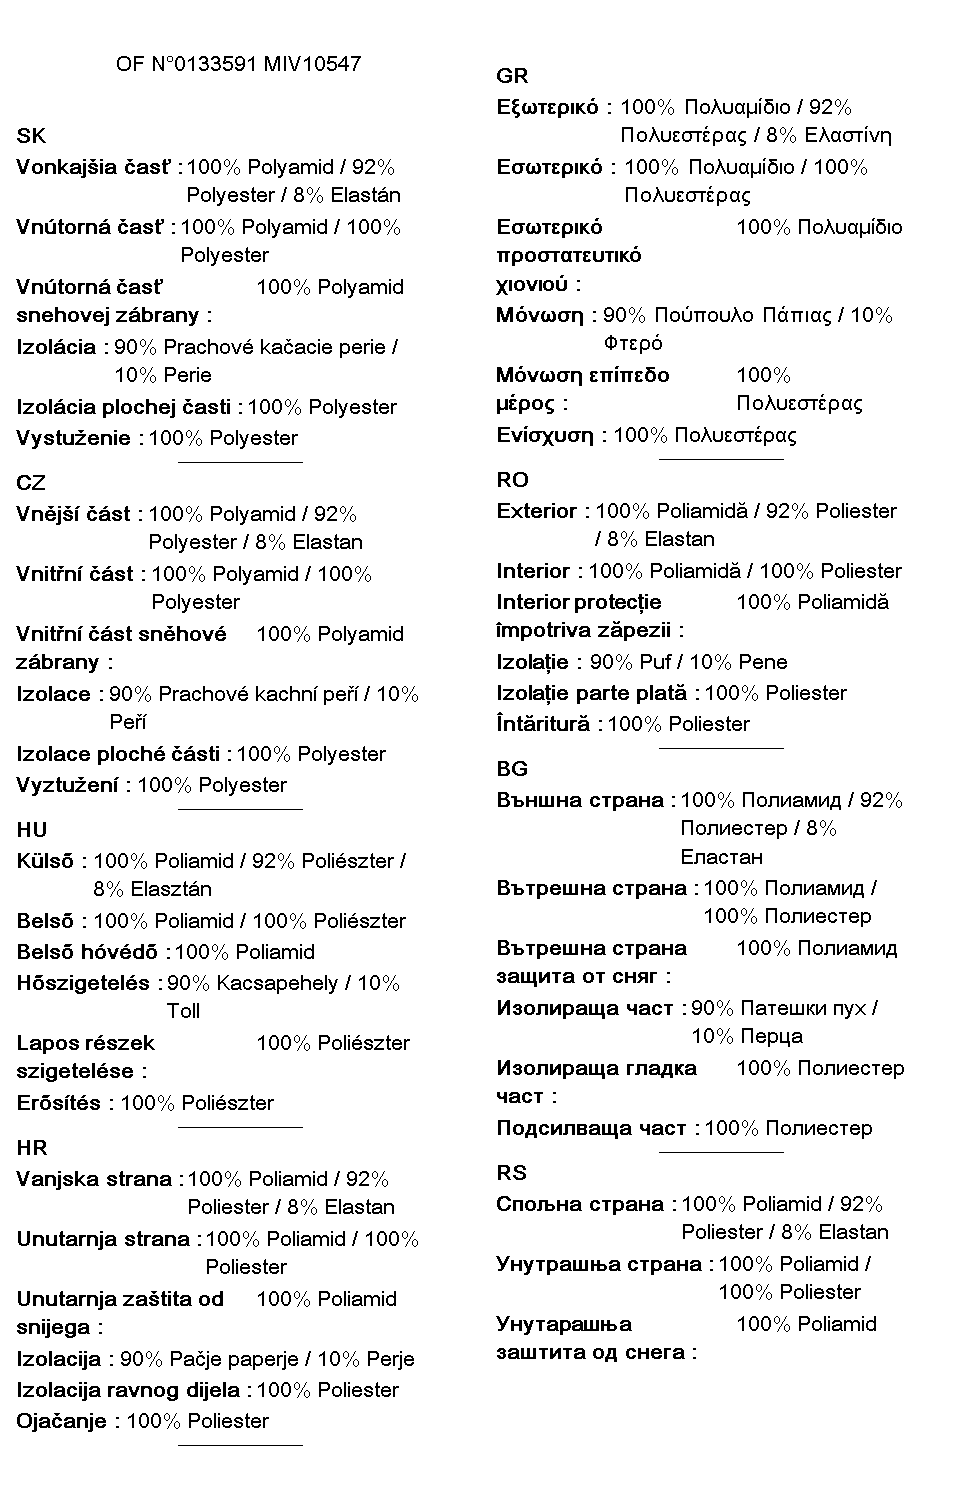 OF N°0133591 MIV10547
SK
Vonkajšia časť : 100% Polyamid / 92%
Polyester / 8% Elastán
Vnútorná časť : 100% Polyamid / 100%
Polyester
Vnútorná časť 100% Polyamid
snehovej zábrany :
Izolácia : 90% Prachové kačacie perie /
10% Perie
Izolácia plochej časti : 100% Polyester
Vystuženie : 100% Polyester
CZ
Vnější část : 100% Polyamid / 92%
Polyester / 8% Elastan
Vnitřní část : 100% Polyamid / 100%
Polyester
Vnitřní část sněhové 100% Polyamid
zábrany :
Izolace : 90% Prachové kachní peří / 10%
Peří
Izolace ploché části : 100% Polyester
Vyztužení : 100% Polyester
HU
Külső : 100% Poliamid / 92% Poliészter /
8% Elasztán
Belső : 100% Poliamid / 100% Poliészter
Belső hóvédő : 100% Poliamid
Hőszigetelés : 90% Kacsapehely / 10%
Toll
Lapos részek 100% Poliészter
szigetelése :
Erősítés : 100% Poliészter
HR
Vanjska strana : 100% Poliamid / 92%
Poliester / 8% Elastan
Unutarnja strana : 100% Poliamid / 100%
Poliester
Unutarnja zaštita od 100% Poliamid
snijega :
Izolacija : 90% Pačje paperje / 10% Perje
Izolacija ravnog dijela : 100% Poliester
Ojačanje : 100% Poliester
GR
Εξωτερικό : 100% Πολυαμίδιο / 92%
Πολυεστέρας / 8% Ελαστίνη
Εσωτερικό : 100% Πολυαμίδιο / 100%
Πολυεστέρας
Εσωτερικό 100% Πολυαμίδιο
προστατευτικό
χιονιού :
Μόνωση : 90% Πούπουλο Πάπιας / 10%
Φτερό
Μόνωση επίπεδο 100%
μέρος : Πολυεστέρας
Ενίσχυση : 100% Πολυεστέρας
RO
Exterior : 100% Poliamidă / 92% Poliester
/ 8% Elastan
Interior : 100% Poliamidă / 100% Poliester
Interior protecţie 100% Poliamidă
împotriva zăpezii :
Izolaţie : 90% Puf / 10% Pene
Izolaţie parte plată : 100% Poliester
Întăritură : 100% Poliester
BG
Външна страна : 100% Полиамид / 92%
Полиестер / 8%
Еластан
Вътрешна страна : 100% Полиамид /
100% Полиестер
Вътрешна страна 100% Полиамид
защита от сняг :
Изолираща част : 90% Патешки пух /
10% Перца
Изолираща гладка 100% Полиестер
част :
Подсилваща част : 100% Полиестер
RS
Спољна страна : 100% Poliamid / 92%
Poliester / 8% Elastan
Унутрашња страна : 100% Poliamid /
100% Poliester
Унутарашња 100% Poliamid
заштита од снега :